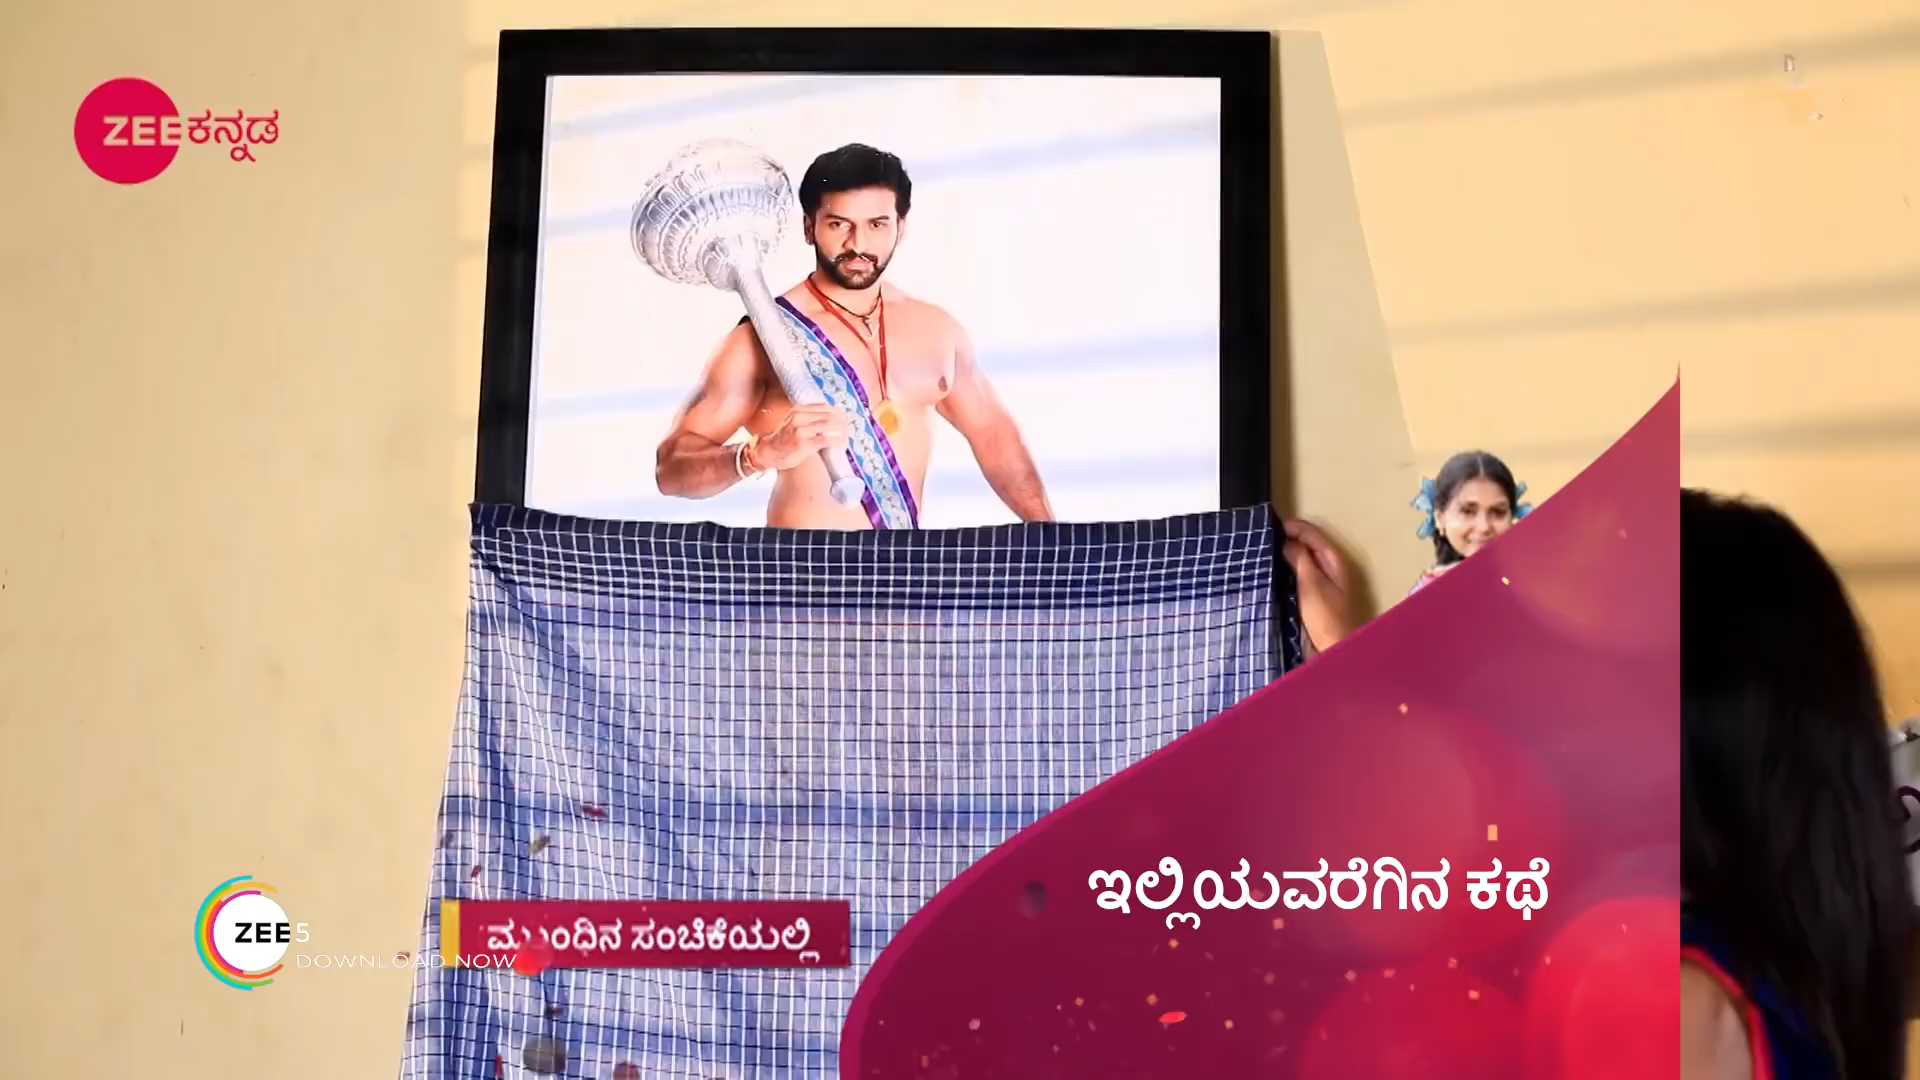 ZEE ಕನ್ನಡ
ಇಲ್ಲಿಯವರೆಗಿನ ಕಥೆ
ಮುಂದಿನ ಸಂಚಿಕೆಯಲ್ಲಿ
ZEE5
DOWNLOAD NOW